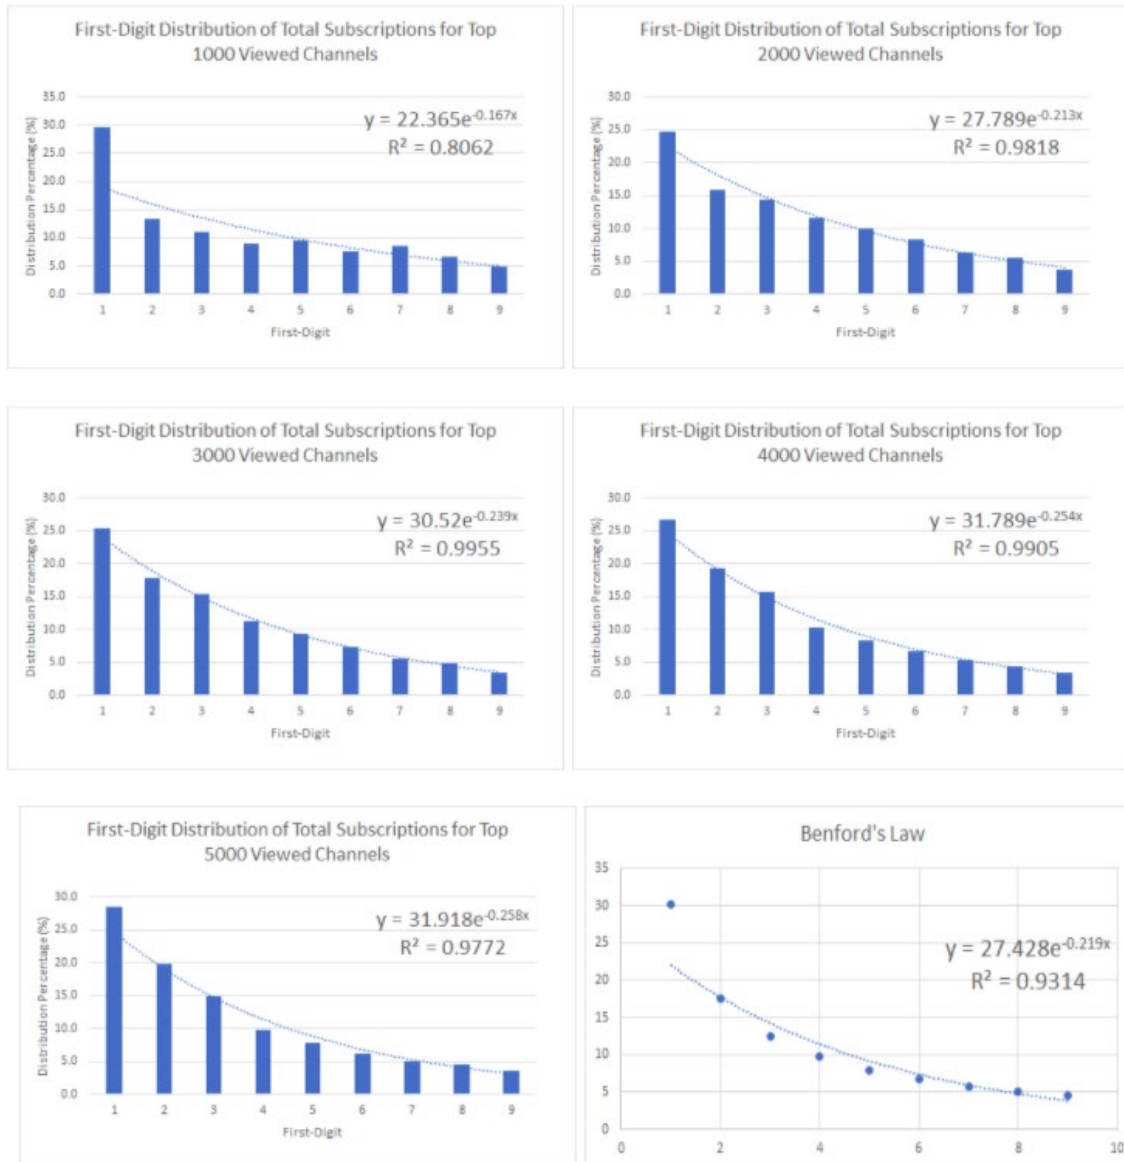 First-Digit Distribution of Total Subscriptions for Top
1000 Viewed Channels
35.0
30.0
25.0
20.0
15.0
10.0
5.0
0.0
Distribution Percentage (%)
y = 22.365e^-0.167x
R² = 0.8062
1 2 3 4 5 6 7 8 9
First-Digit
First-Digit Distribution of Total Subscriptions for Top
2000 Viewed Channels
30.0
25.0
20.0
15.0
10.0
5.0
0.0
Distribution Percentage (%)
y = 27.789e^-0.213x
R² = 0.9818
1 2 3 4 5 6 7 8 9
First-Digit
First-Digit Distribution of Total Subscriptions for Top
3000 Viewed Channels
30.0
25.0
20.0
15.0
10.0
5.0
0.0
Distribution Percentage (%)
y = 30.52e^-0.239x
R² = 0.9955
1 2 3 4 5 6 7 8 9
First-Digit
First-Digit Distribution of Total Subscriptions for Top
4000 Viewed Channels
30.0
25.0
20.0
15.0
10.0
5.0
0.0
Distribution Percentage (%)
y = 31.789e^-0.254x
R² = 0.9905
1 2 3 4 5 6 7 8 9
First-Digit
First-Digit Distribution of Total Subscriptions for Top
5000 Viewed Channels
30.0
25.0
20.0
15.0
10.0
5.0
0.0
Distribution Percentage (%)
y = 31.918e^-0.258x
R² = 0.9772
1 2 3 4 5 6 7 8 9
First-Digit
Benford's Law
35
30
25
20
15
10
5
0
y = 27.428e^-0.219x
R² = 0.9314
0 2 4 6 8 10